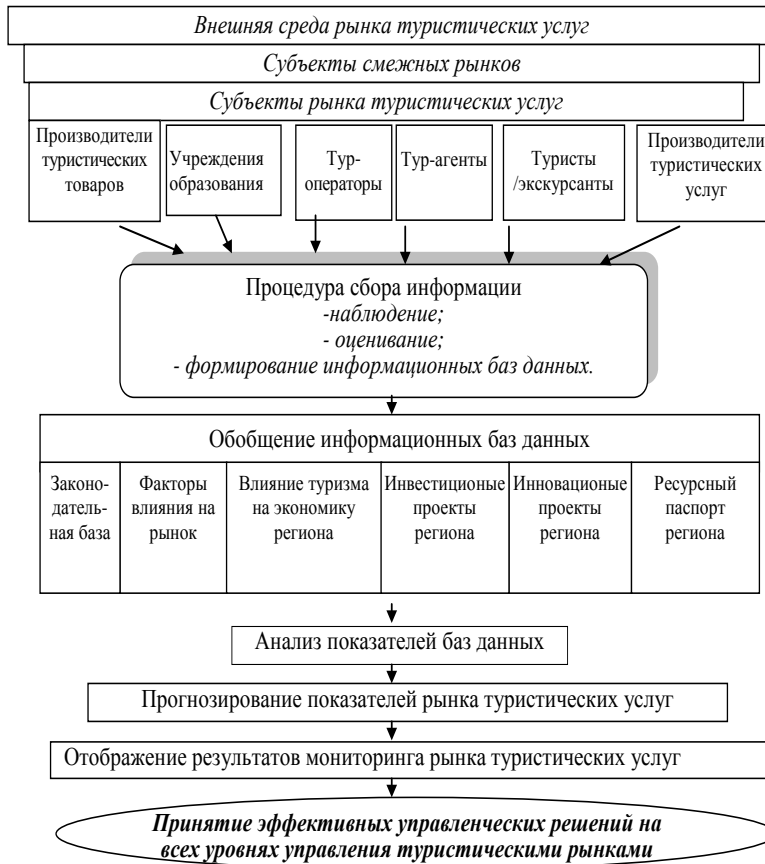 Внешняя среда рынка туристических услуг
Субъекты смежных рынков
Субъекты рынка туристических услуг
Производители
туристических
товаров
Учреждения
образования
Тур-
операторы
Тур-агенты
Туристы
/экскурсанты
Производители
туристических
услуг
Процедура сбора информации
-наблюдение;
- оценивание;
- формирование информационных баз данных.
Обобщение информационных баз данных
Законо-
датель-
ная база
Факторы
влияния на
рынок
Влияние туризма
на экономику
региона
Инвестиционые
проекты
региона
Инновационые
проекты
региона
Ресурсный
паспорт
региона
Анализ показателей баз данных
Прогнозирование показателей рынка туристических услуг
Отображение результатов мониторинга рынка туристических услуг
Принятие эффективных управленческих решений на
всех уровнях управления туристическими рынками